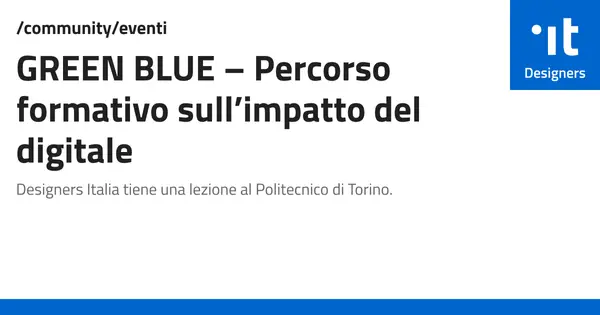 /community/eventi
GREEN BLUE – Percorso
formativo sull’impatto del
digitale
Designers Italia tiene una lezione al Politecnico di Torino.
·it
Designers